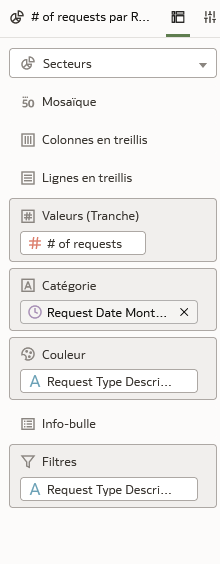 # of requests par R...
Secteurs
50 Mosaïque
Colonnes en treillis
Lignes en treillis
# Valeurs (Tranche)
# # of requests
A Catégorie
Request Date Mont... ×
Couleur
A Request Type Descri...
Info-bulle
Filtres
A Request Type Descri...